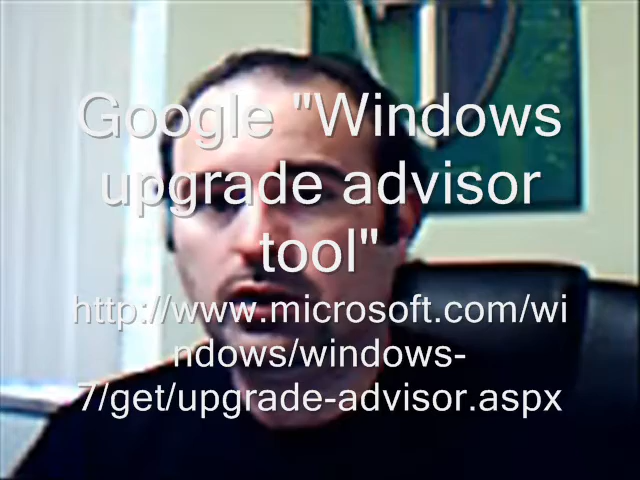 Google "Windows
upgrade advisor
tool"
http://www.microsoft.com/wi
ndows/windows-
7/get/upgrade-advisor.aspx